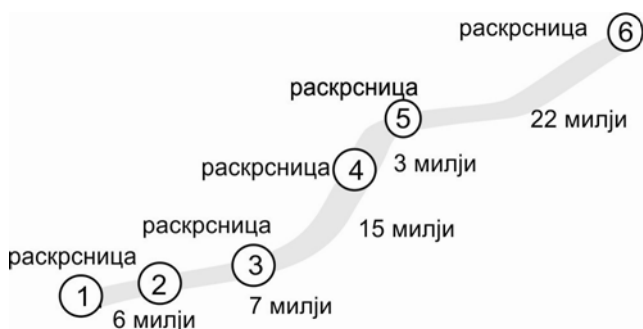 раскрсница
6
раскрсница
5
22 милји
раскрсница
4
3 милји
раскрсница
3
15 милји
раскрсница
1
2
7 милји
6 милји